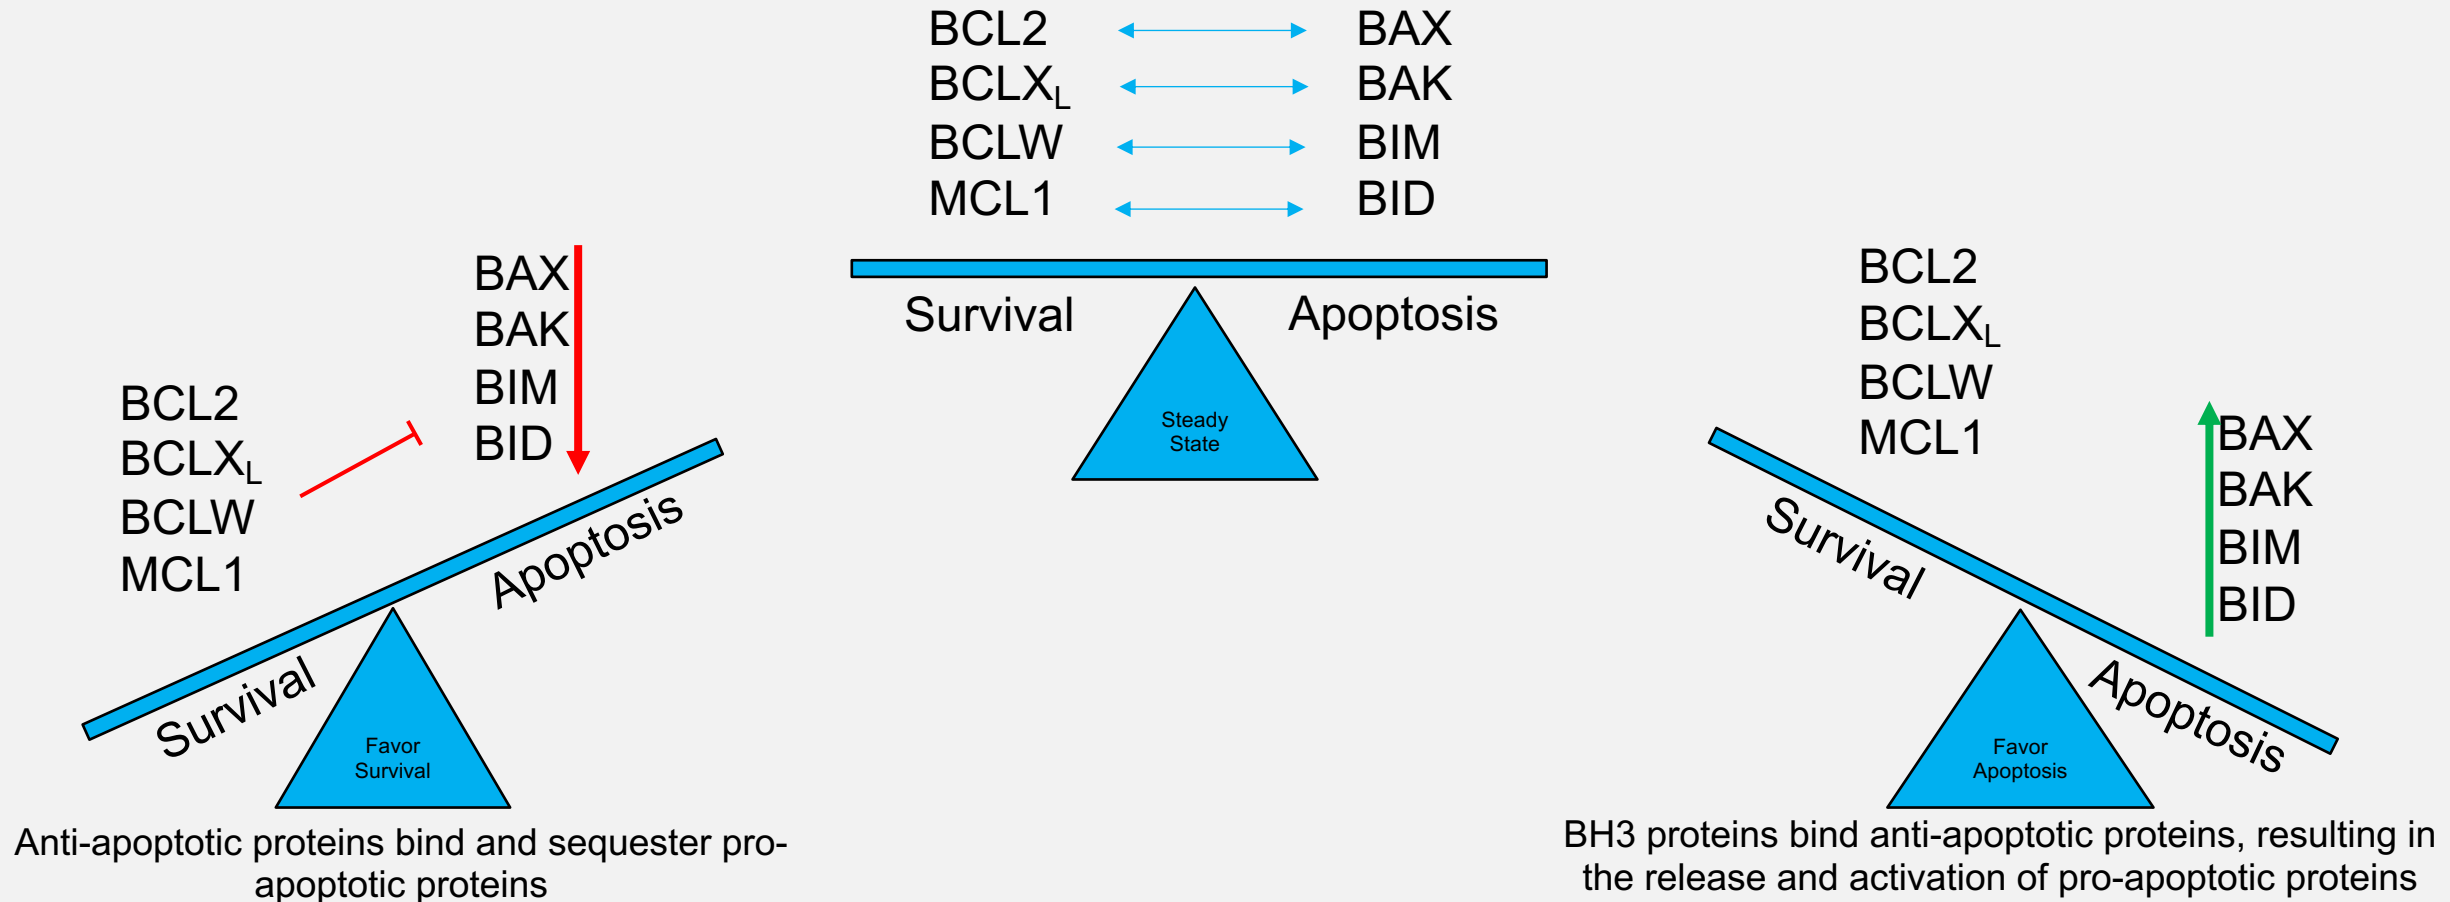 BCL2
BCLX_L
BCLW
MCL1
BAX
BAK
BIM
BID
Survival
Apoptosis
Favor
Survival
Anti-apoptotic proteins bind and sequester pro-
apoptotic proteins
BCL2
BCLX_L
BCLW
MCL1
BAX
BAK
BIM
BID
Survival
Apoptosis
Steady
State
BCL2
BCLX_L
BCLW
MCL1
BAX
BAK
BIM
BID
Survival
Apoptosis
Favor
Apoptosis
BH3 proteins bind anti-apoptotic proteins, resulting in
the release and activation of pro-apoptotic proteins